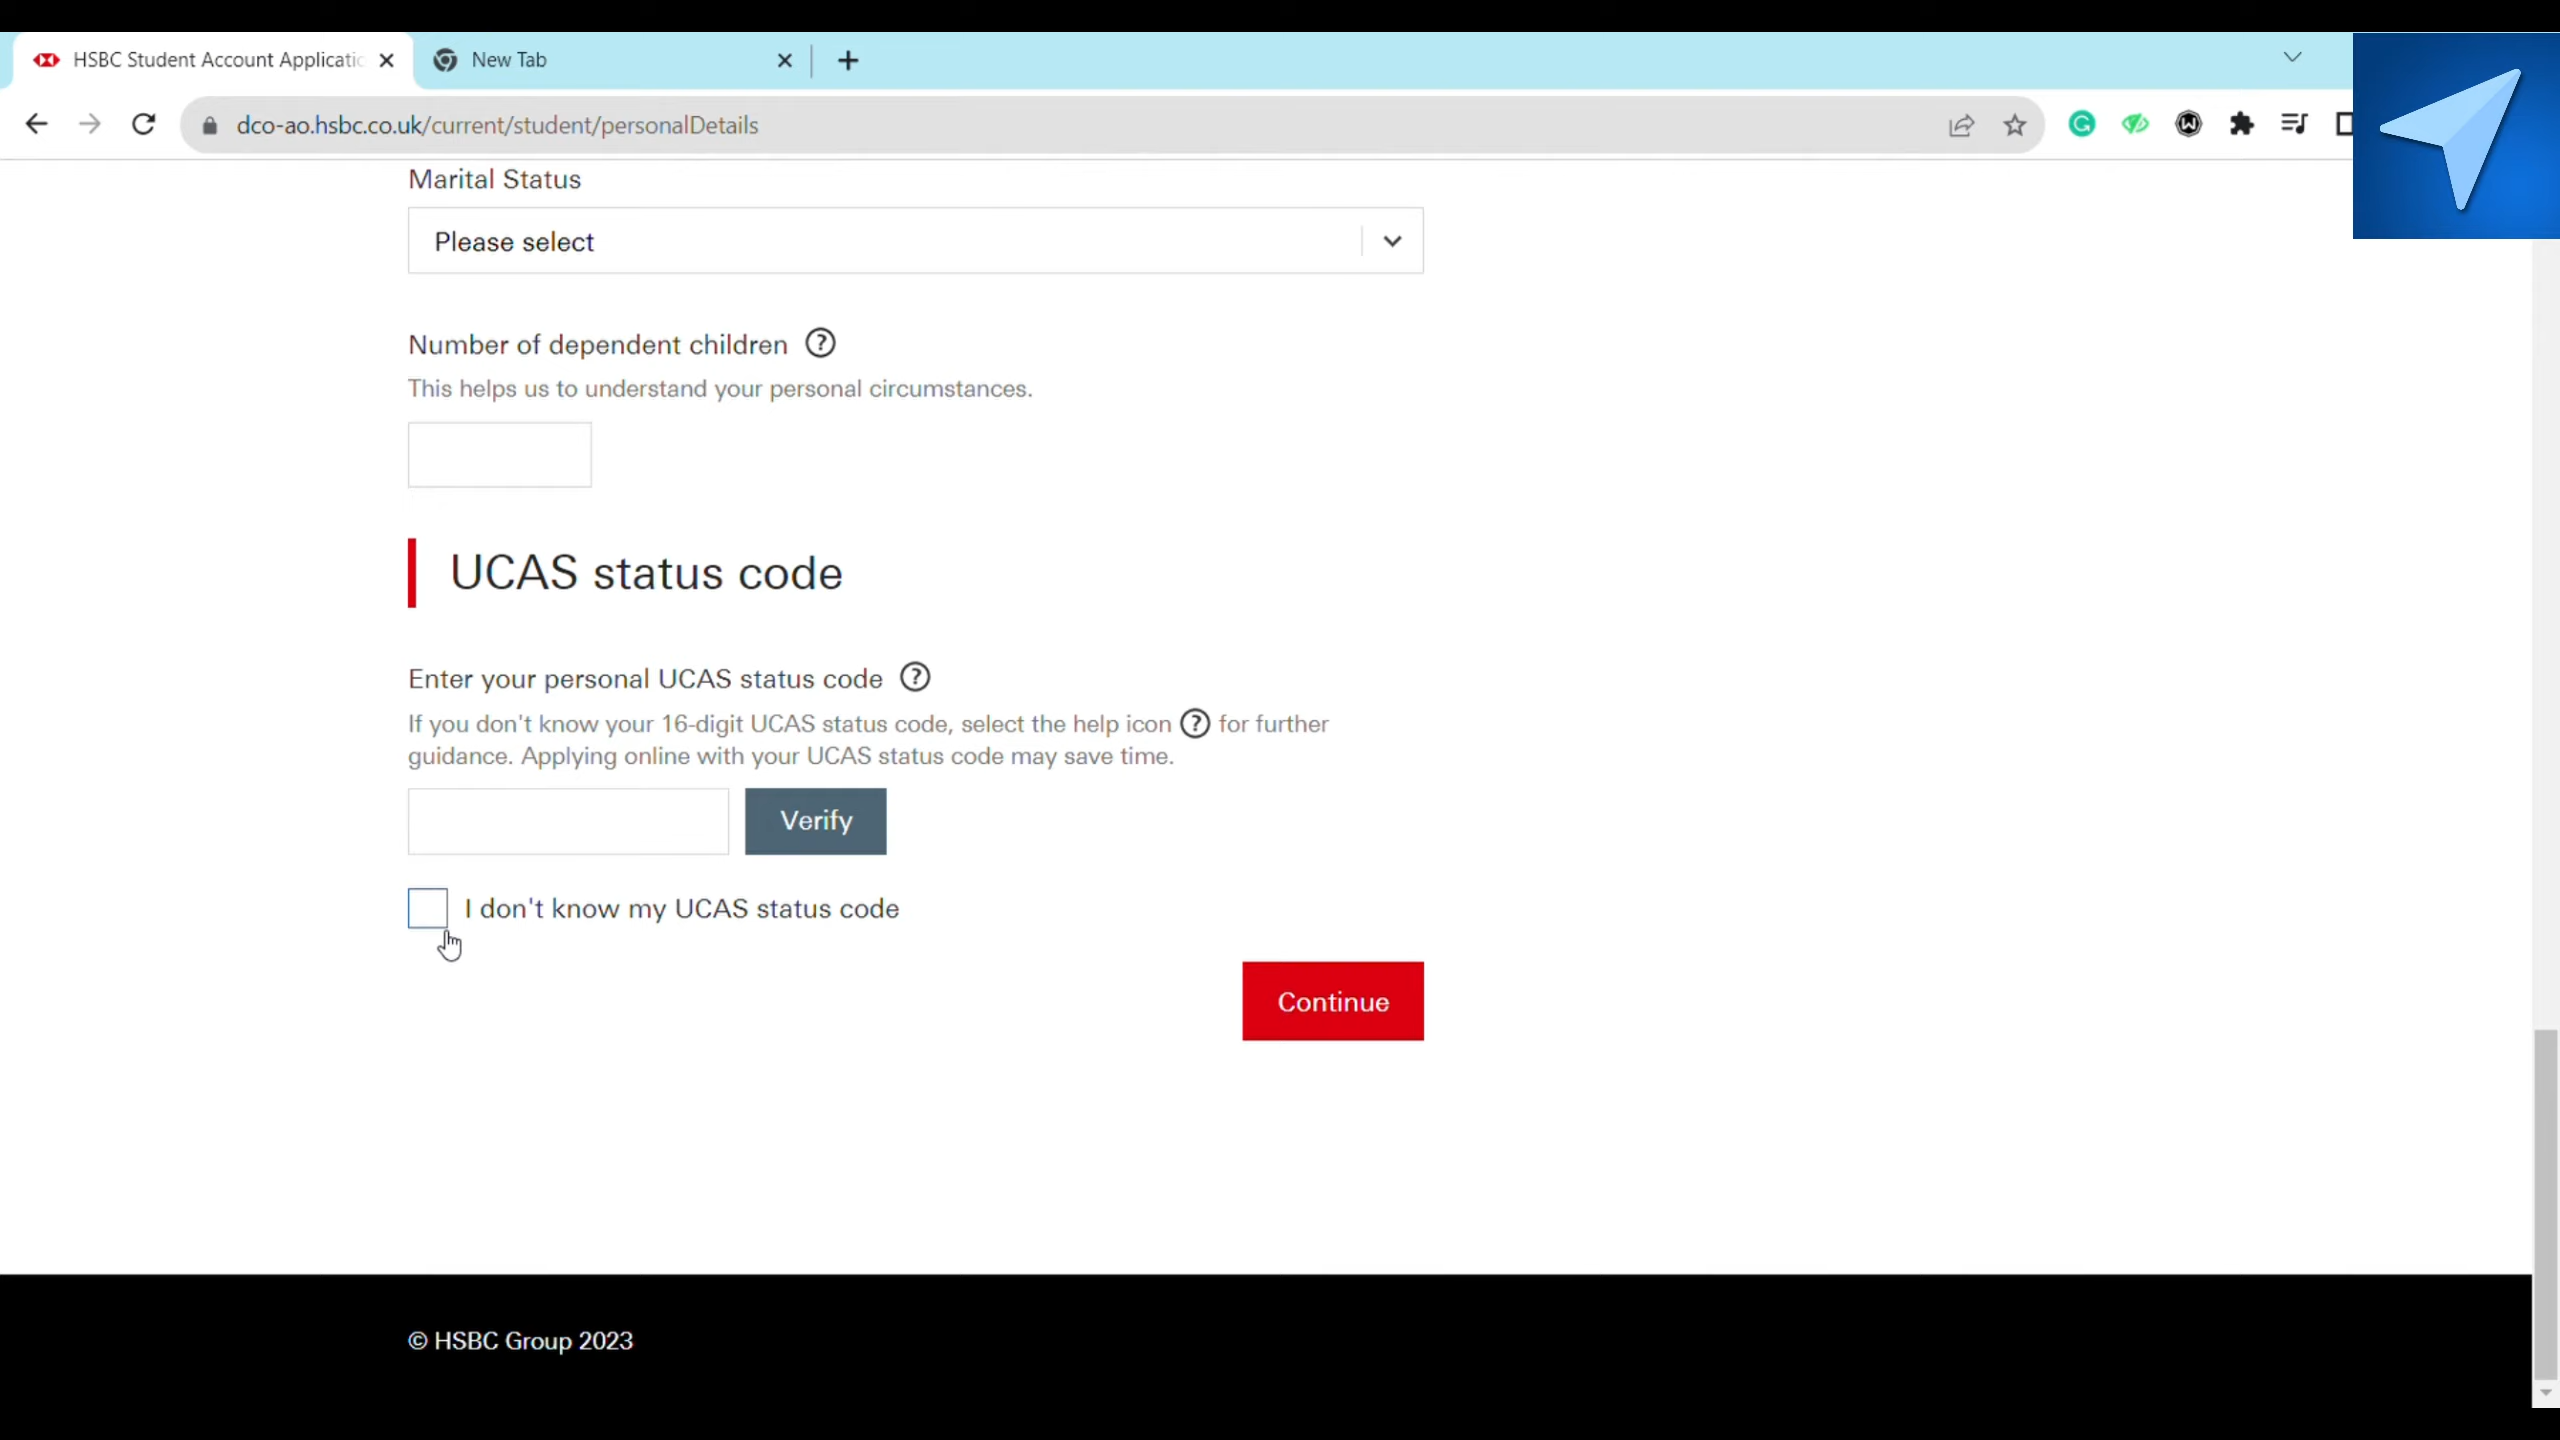 HSBC Student Account Applicatic
New Tab
dco-ao.hsbc.co.uk/current/student/personalDetails
Marital Status
Please select
Number of dependent children ?
This helps us to understand your personal circumstances.
UCAS status code
Enter your personal UCAS status code ?
If you don't know your 16-digit UCAS status code, select the help icon ? for further
guidance. Applying online with your UCAS status code may save time.
Verify
I don't know my UCAS status code
Continue
© HSBC Group 2023